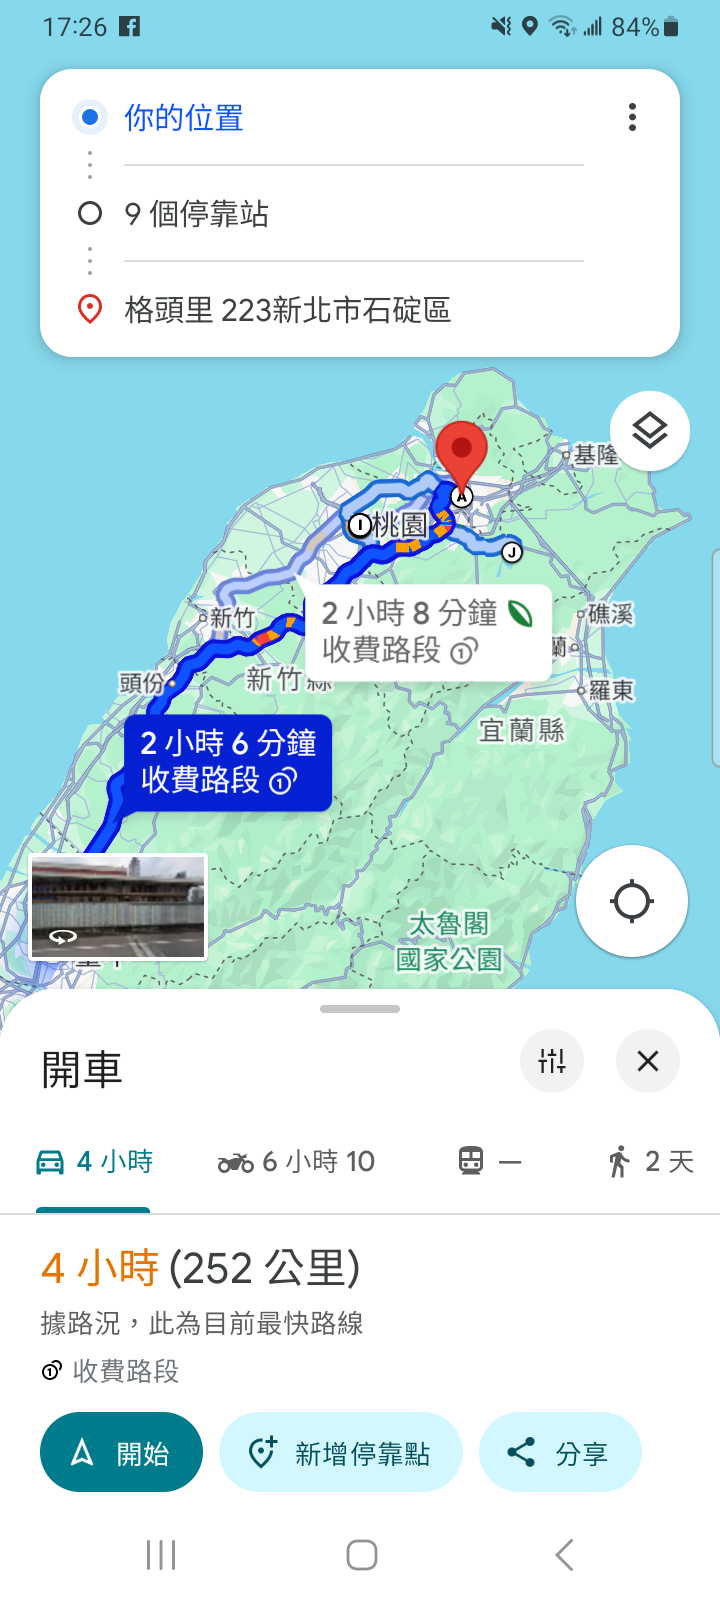 17:26
84%
你的位置
9 個停靠站
格頭里 223新北市石碇區
基隆
A
I
桃園
J
2 小時 8 分鐘
收費路段
礁溪
新竹
蘭
頭份
新竹縣
羅東
宜蘭縣
2 小時 6 分鐘
收費路段
太魯閣
國家公園
開車
4 小時
6 小時 10
—
2 天
4 小時 (252 公里)
據路況，此為目前最快路線
收費路段
開始
新增停靠點
分享